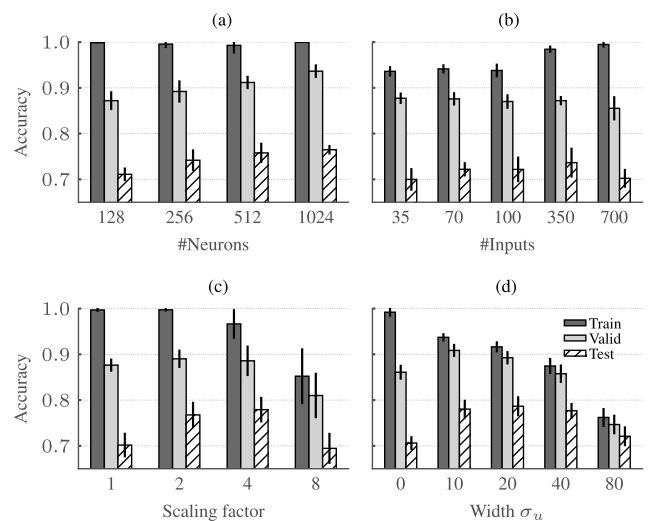 (a)
1.0
0.9
0.8
0.7
Accuracy
128 256 512 1024
#Neurons
(b)
35 70 100 350 700
#Inputs
(c)
1.0
0.9
0.8
0.7
Accuracy
1 2 4 8
Scaling factor
(d)
Train
Valid
Test
0 10 20 40 80
Width σᵤ